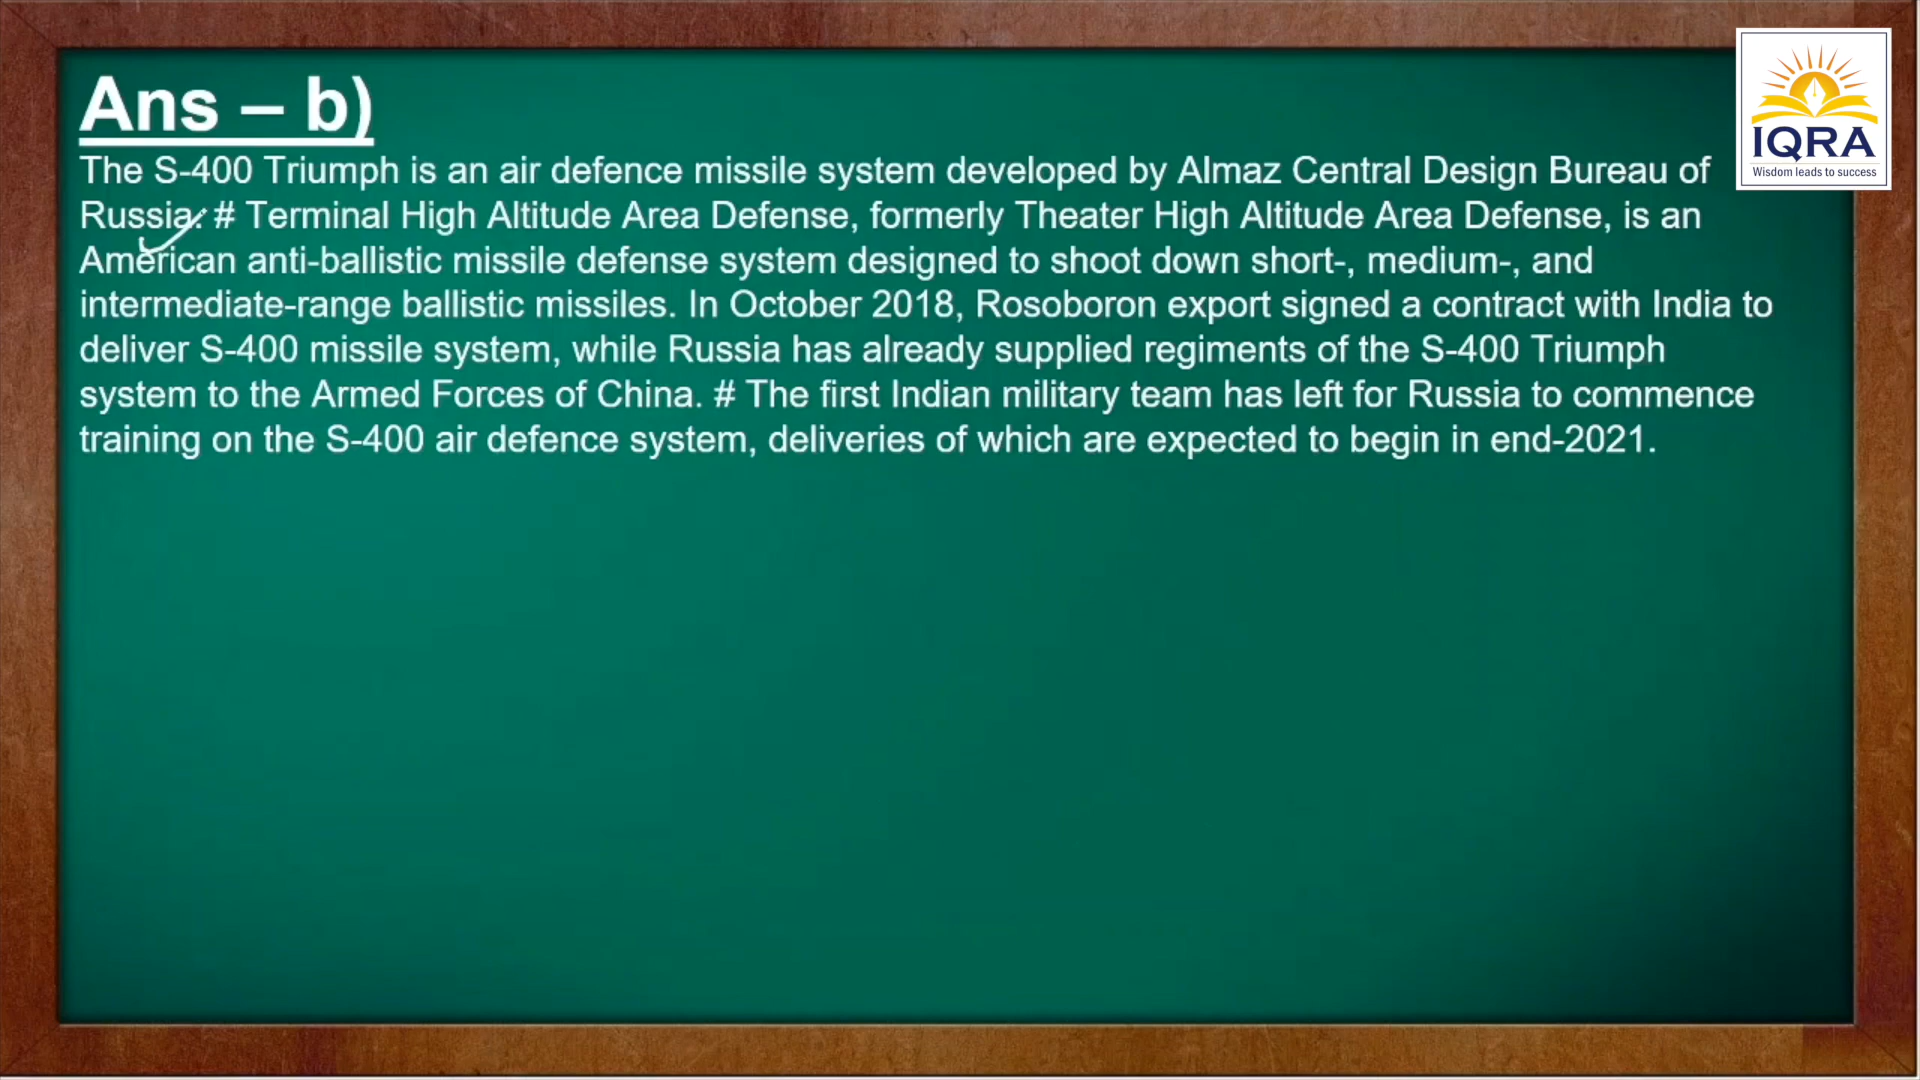 Ans – b)
The S-400 Triumph is an air defence missile system developed by Almaz Central Design Bureau of
Russia. # Terminal High Altitude Area Defense, formerly Theater High Altitude Area Defense, is an
American anti-ballistic missile defense system designed to shoot down short-, medium-, and
intermediate-range ballistic missiles. In October 2018, Rosoboron export signed a contract with India to
deliver S-400 missile system, while Russia has already supplied regiments of the S-400 Triumph
system to the Armed Forces of China. # The first Indian military team has left for Russia to commence
training on the S-400 air defence system, deliveries of which are expected to begin in end-2021.
IQRA
Wisdom leads to success